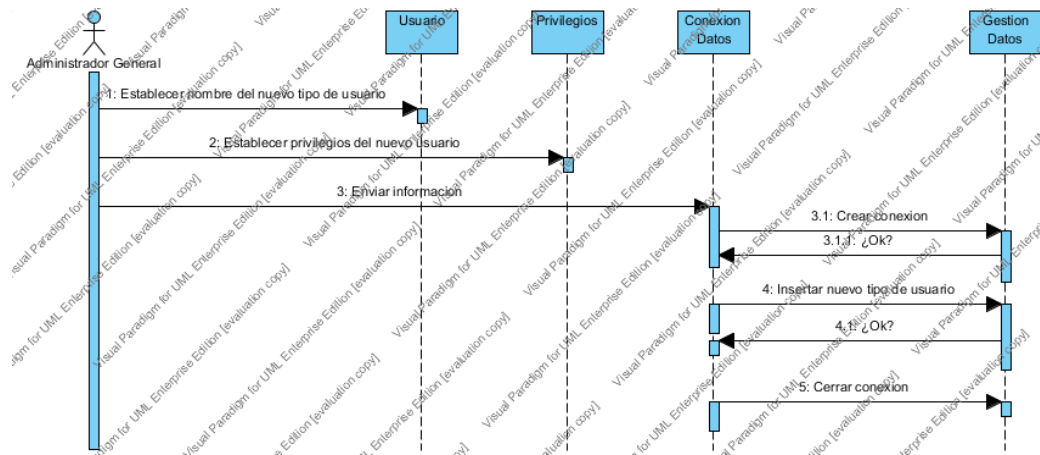 Usuario
Privilegios
Conexion
Datos
Gestion
Datos
Administrador General
1: Establecer nombre del nuevo tipo de usuario
2: Establecer privilegios del nuevo usuario
3: Enviar informacion
3.1: Crear conexion
3.1.1: ¿Ok?
4: Insertar nuevo tipo de usuario
4.1: ¿Ok?
5: Cerrar conexion
Visual Paradigm for UML Enterprise Edition [evaluation copy]